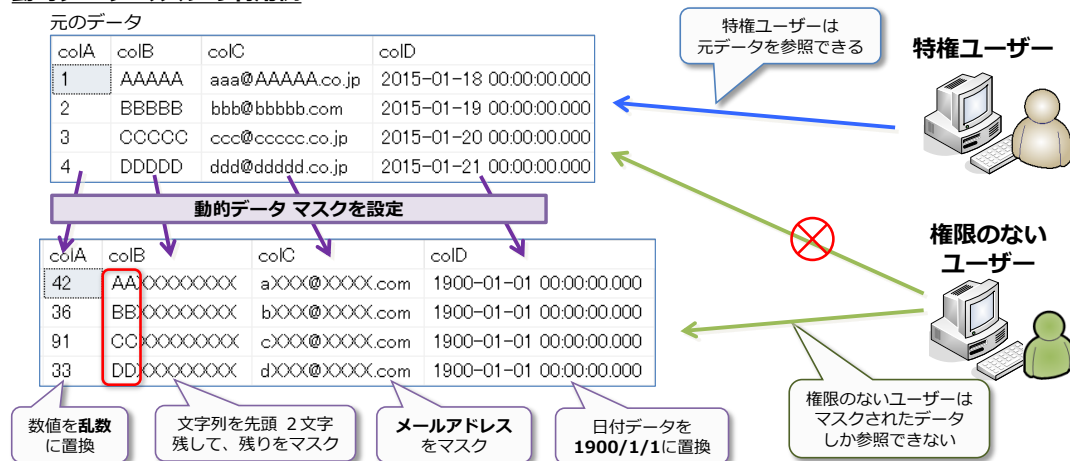 元のデータ
colA colB colC colD
1 AAAAA aaa@AAAAA.co.jp 2015-01-18 00:00:00.000
2 BBBBB bbb@bbbbb.com 2015-01-19 00:00:00.000
3 CCCCC ccc@ccccc.co.jp 2015-01-20 00:00:00.000
4 DDDDD ddd@ddddd.co.jp 2015-01-21 00:00:00.000
特権ユーザーは
元データを参照できる
特権ユーザー
動的データ マスクを設定
colA colB colC colD
42 AAXXXXXXXX aXXX@XXXX.com 1900-01-01 00:00:00.000
36 BBXXXXXXXX bXXX@XXXX.com 1900-01-01 00:00:00.000
91 CCXXXXXXXX cXXX@XXXX.com 1900-01-01 00:00:00.000
33 DDXXXXXXXX dXXX@XXXX.com 1900-01-01 00:00:00.000
権限のない
ユーザー
数値を乱数
に置換
文字列を先頭 2文字
残して、残りをマスク
メールアドレス
をマスク
日付データを
1900/1/1に置換
権限のないユーザーは
マスクされたデータ
しか参照できない